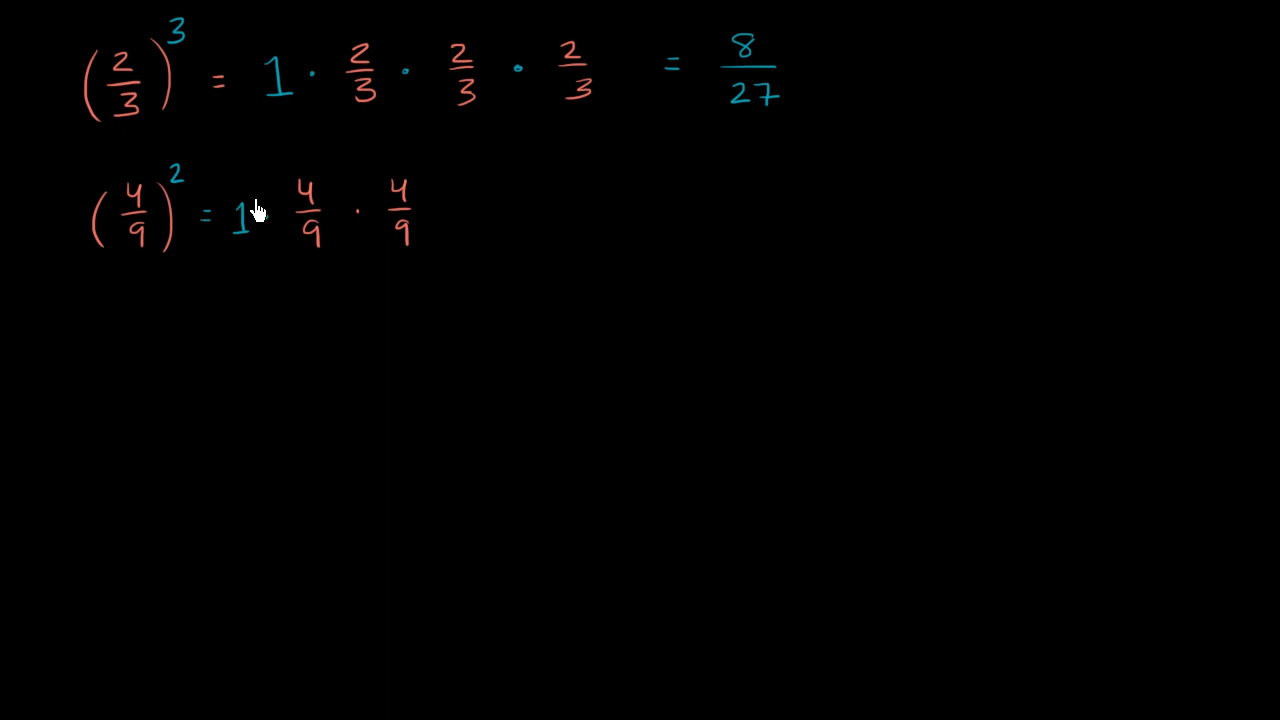 (2/3)³ = 1 · 2/3 · 2/3 · 2/3 = 8/27
(4/9)² = 1 · 4/9 · 4/9